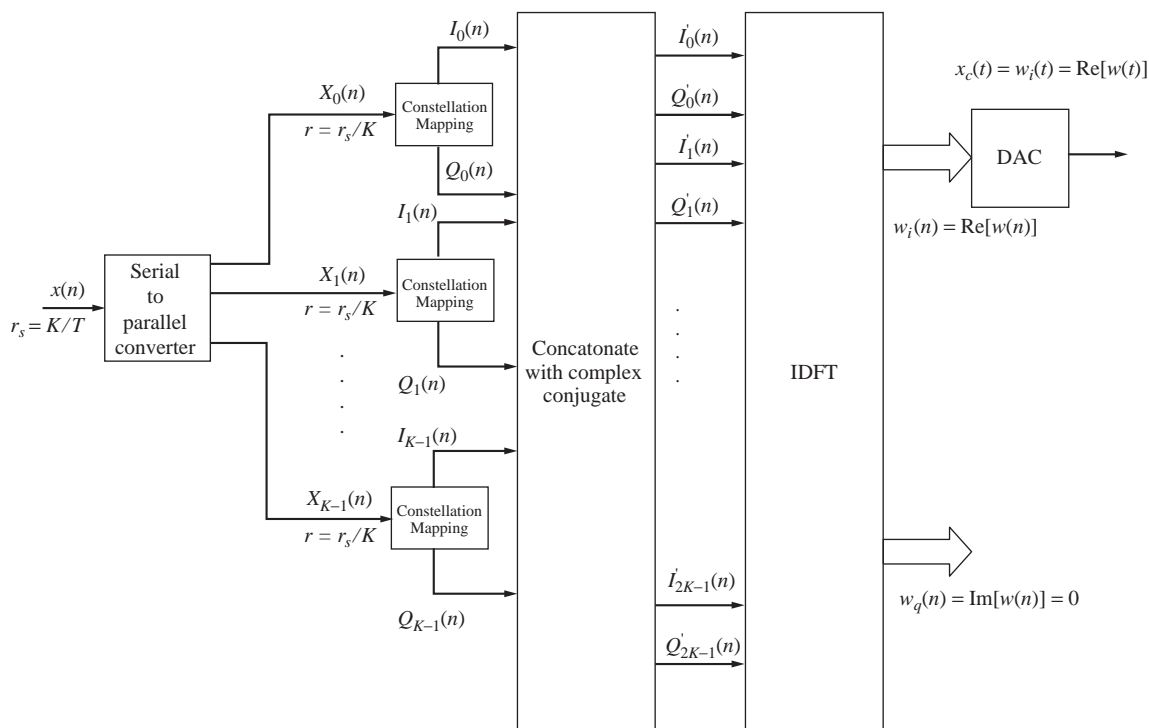 x(n)
r_s = K/T
Serial
to
parallel
converter
X_0(n)
r = r_s/K
X_1(n)
r = r_s/K
X_{K–1}(n)
r = r_s/K
I_0(n)
Constellation
Mapping
Q_0(n)
I_1(n)
Constellation
Mapping
Q_1(n)
I_{K–1}(n)
Constellation
Mapping
Q_{K–1}(n)
Concatonate
with complex
conjugate
I'_0(n)
Q'_0(n)
I'_1(n)
Q'_1(n)
I'_{2K–1}(n)
Q'_{2K–1}(n)
IDFT
x_c(t) = w_i(t) = Re[w(t)]
DAC
w_i(n) = Re[w(n)]
w_q(n) = Im[w(n)] = 0